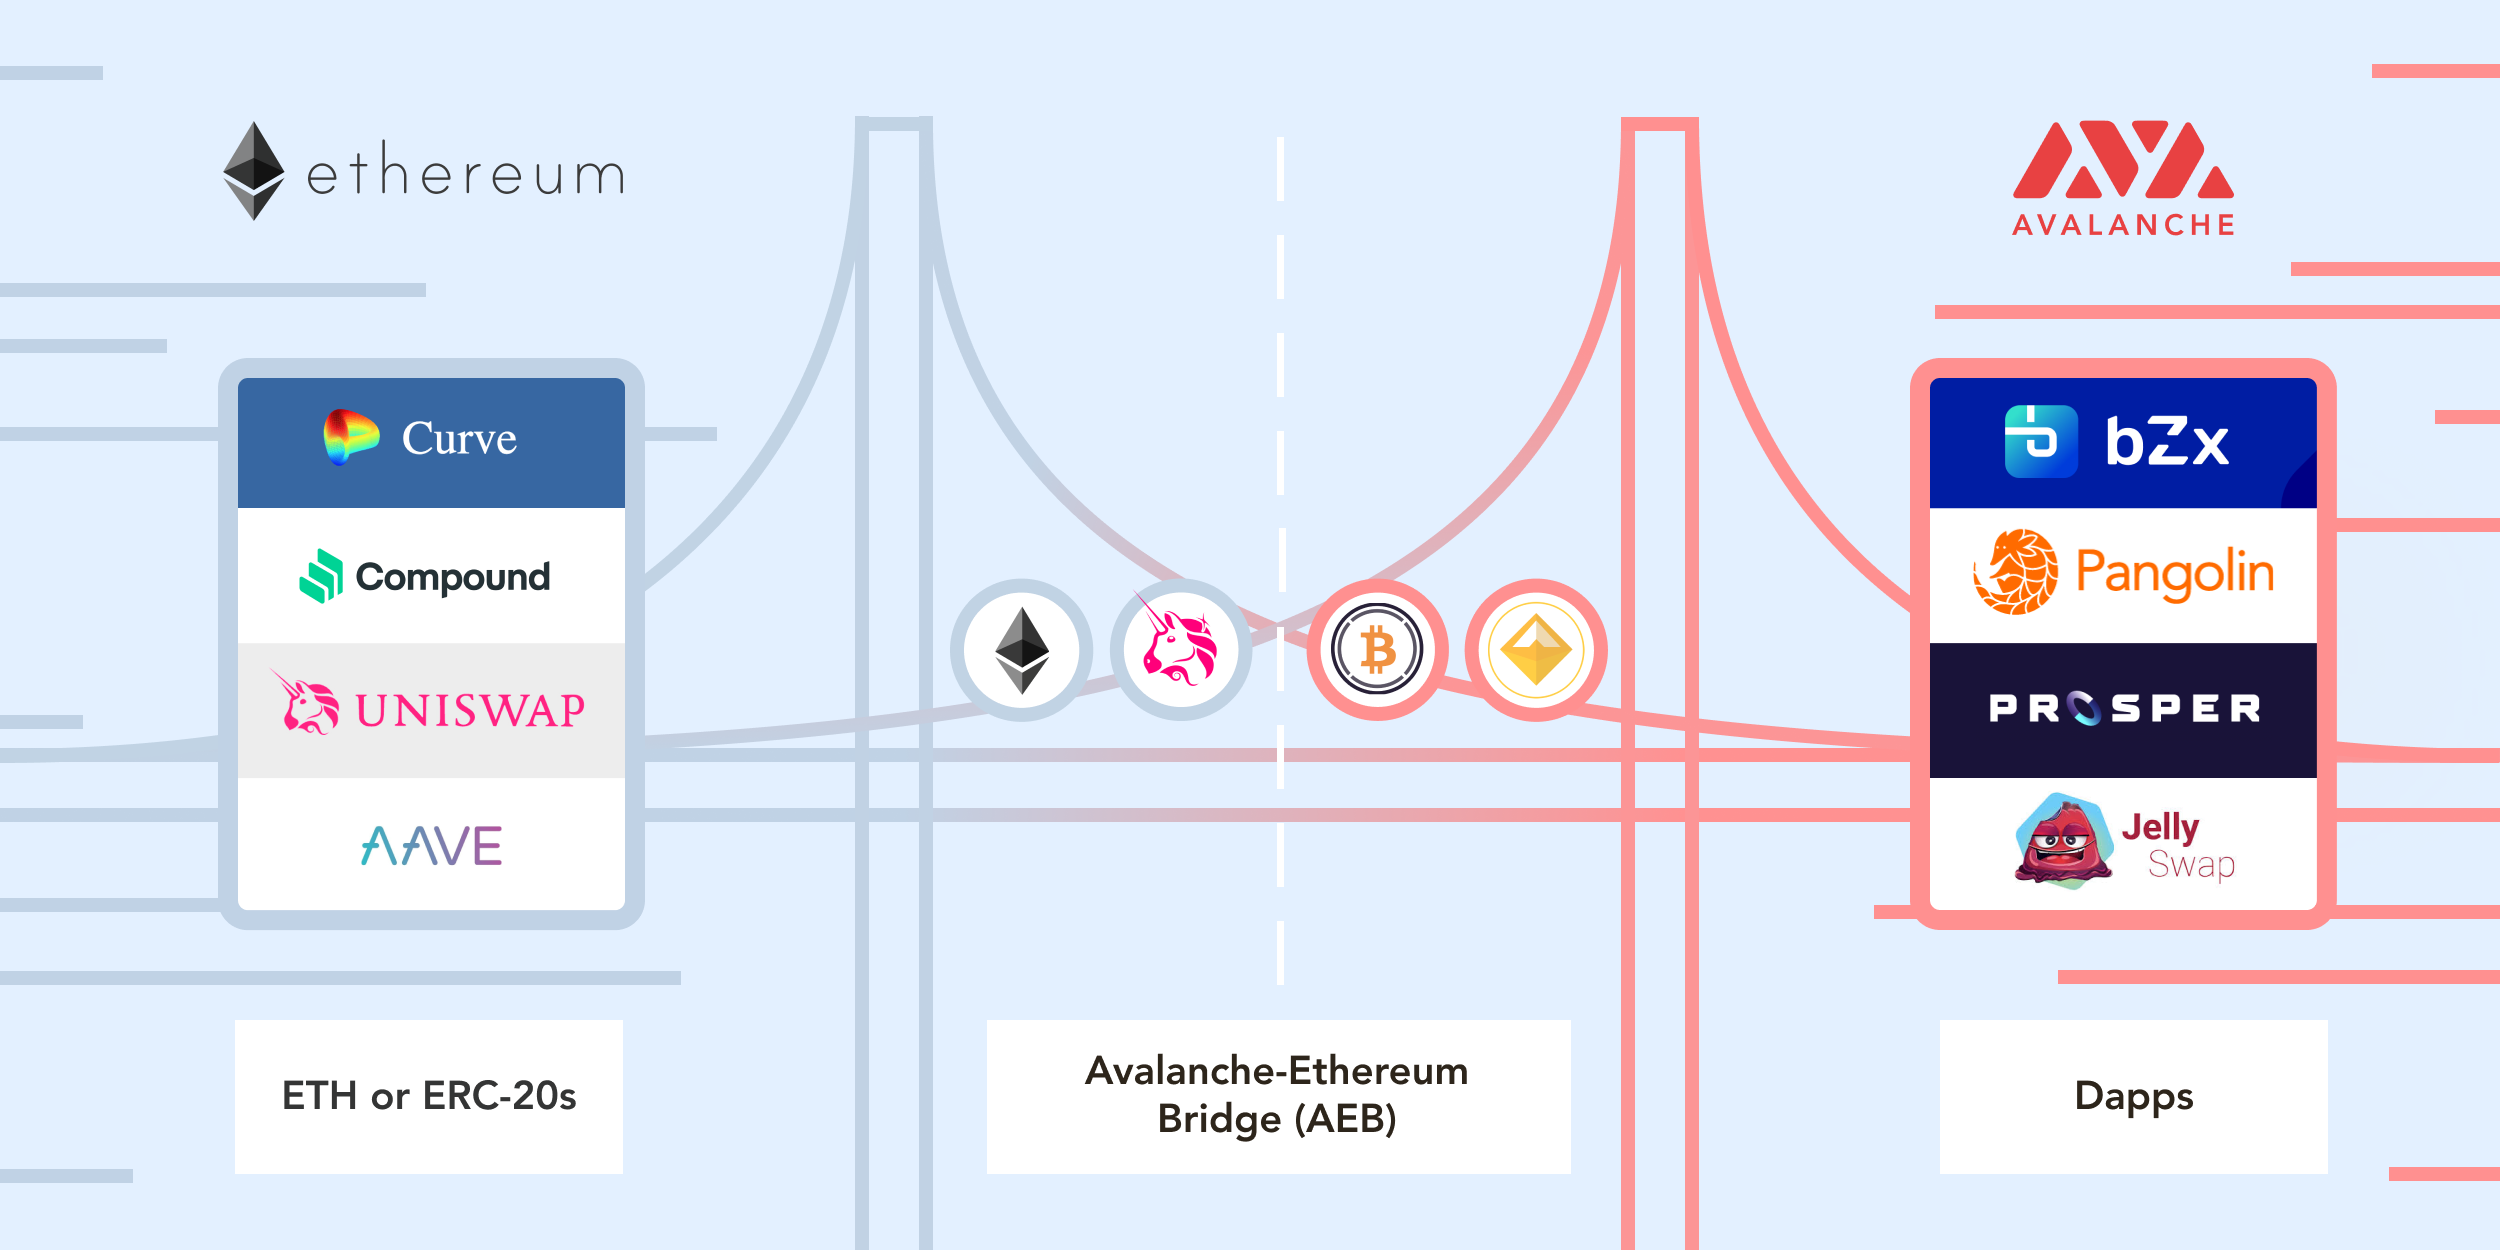 ethereum
AVALANCHE
Curve
Compound
UNISWAP
AAVE
bZx
Pangolin
PROSPER
Jelly
Swap
ETH or ERC-20s
Avalanche-Ethereum
Bridge (AEB)
Dapps